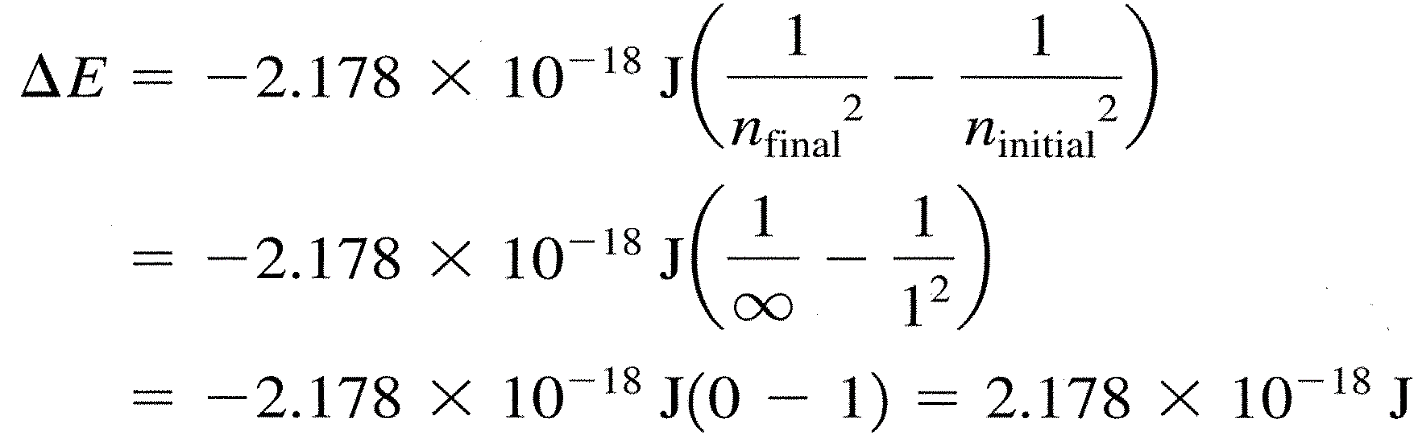 ΔE = −2.178 × 10⁻¹⁸ J(1/n_final² − 1/n_initial²)
= −2.178 × 10⁻¹⁸ J(1/∞ − 1/1²)
= −2.178 × 10⁻¹⁸ J(0 − 1) = 2.178 × 10⁻¹⁸ J